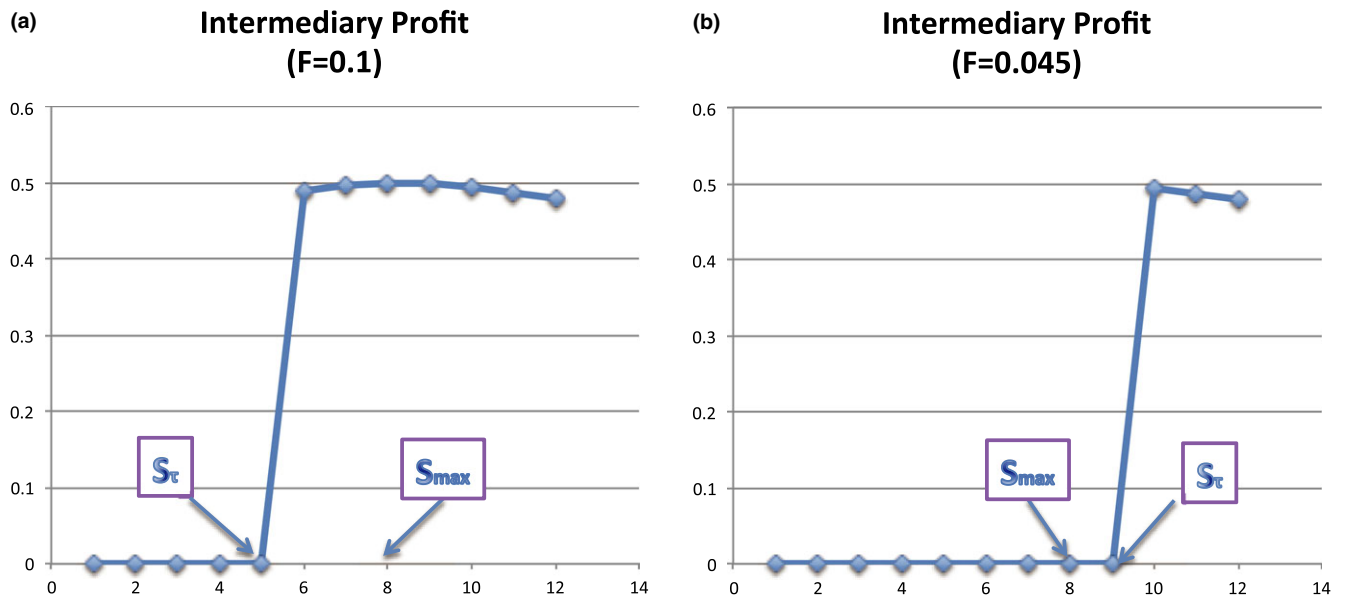 (a)
Intermediary Profit
(F=0.1)
0.6
0.5
0.4
0.3
0.2
0.1
0
Sτ
Smax
0 2 4 6 8 10 12 14
(b)
Intermediary Profit
(F=0.045)
0.6
0.5
0.4
0.3
0.2
0.1
0
Smax
Sτ
0 2 4 6 8 10 12 14